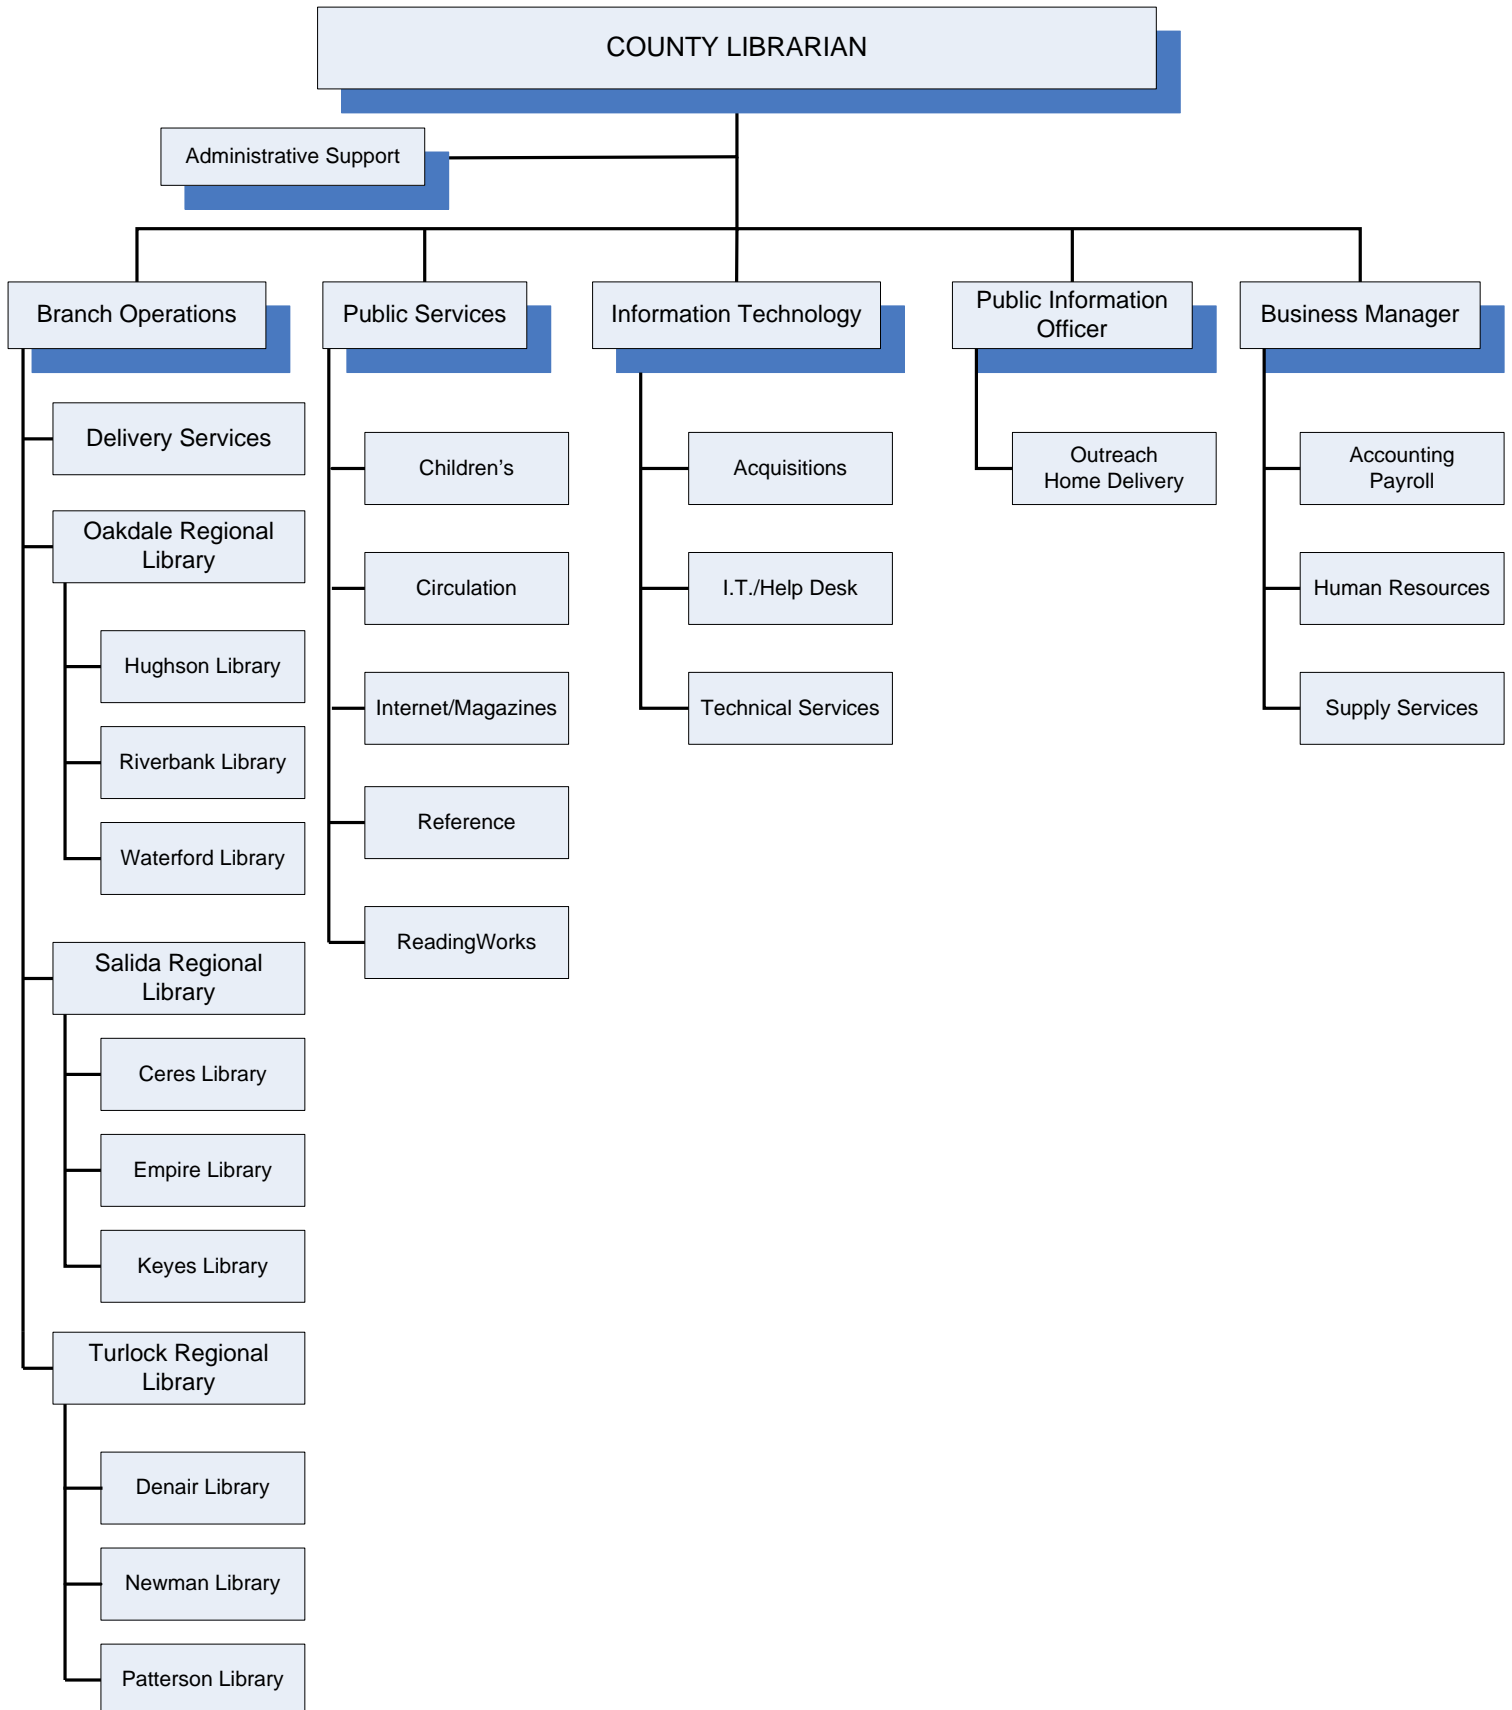 COUNTY LIBRARIAN
Administrative Support
Branch Operations
Public Services
Information Technology
Public Information
Officer
Business Manager
Delivery Services
Oakdale Regional
Library
Hughson Library
Riverbank Library
Waterford Library
Salida Regional
Library
Ceres Library
Empire Library
Keyes Library
Turlock Regional
Library
Denair Library
Newman Library
Patterson Library
Children's
Circulation
Internet/Magazines
Reference
ReadingWorks
Acquisitions
I.T./Help Desk
Technical Services
Outreach
Home Delivery
Accounting
Payroll
Human Resources
Supply Services